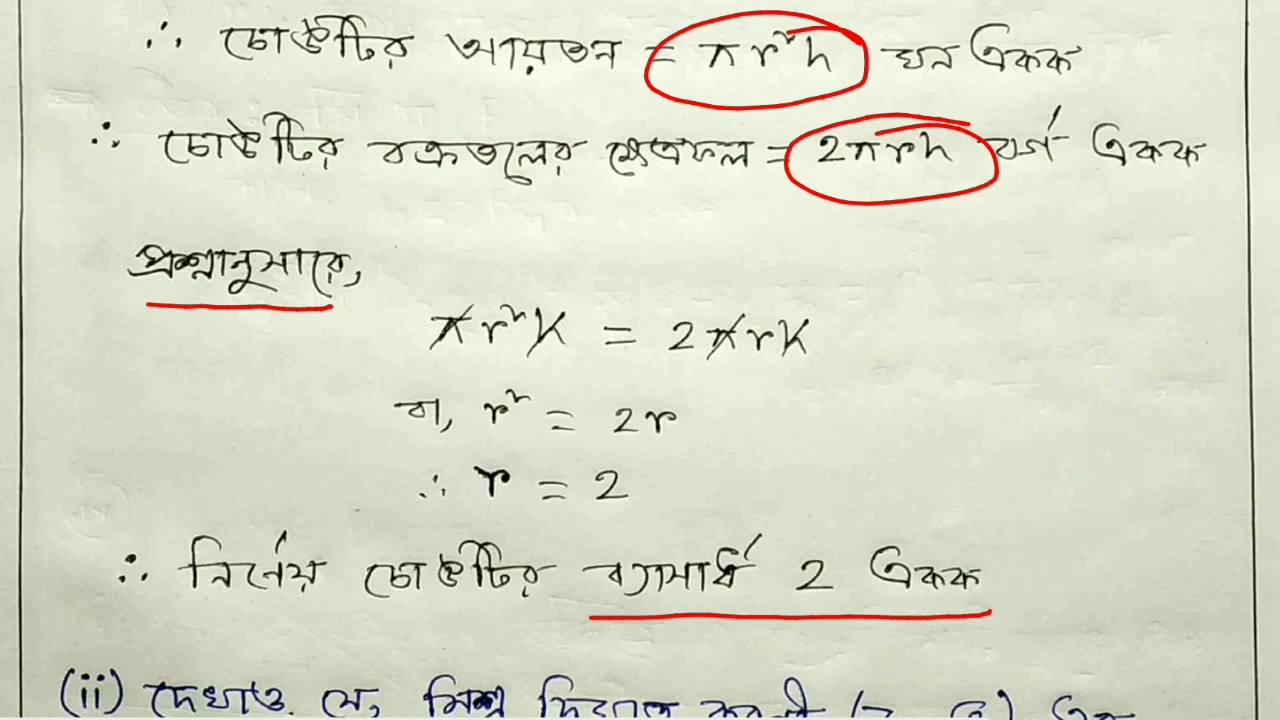 ∴ চোঙটির আয়তন = πr²h ঘন একক
∴ চোঙটির বক্রতলের ক্ষেত্রফল = 2πrh বর্গ একক
প্রশ্নানুসারে,
πr²h = 2πrh
বা, r² = 2r
∴ r = 2
∴ নির্ণেয় চোঙটির ব্যাসার্ধ 2 একক
(ii) দেখাও যে,